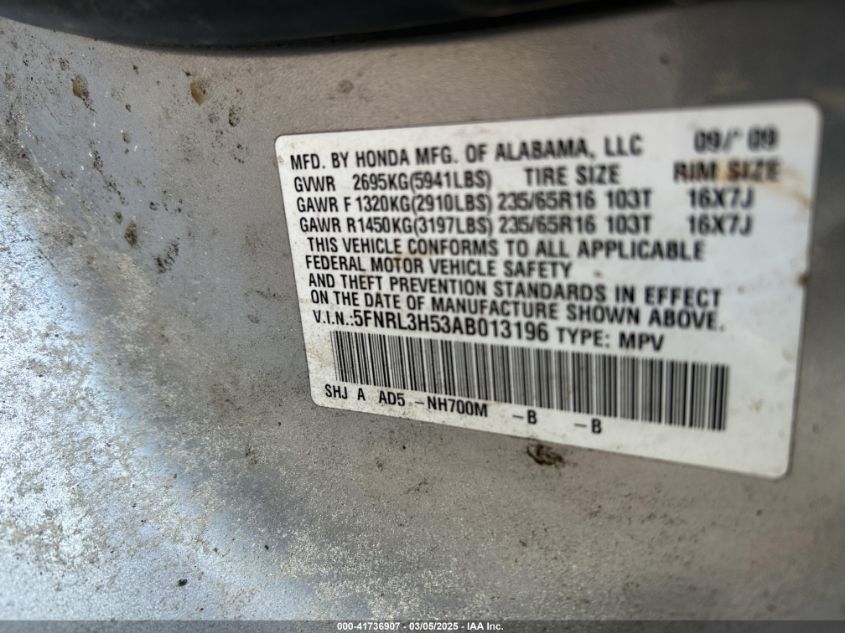 MFD. BY HONDA MFG. OF ALABAMA, LLC 09/ 09
GVWR 2695KG(5941LBS) TIRE SIZE RIM SIZE
GAWR F 1320KG(2910LBS) 235/65R16 103T 16X7J
GAWR R1450KG(3197LBS) 235/65R16 103T 16X7J
THIS VEHICLE CONFORMS TO ALL APPLICABLE
FEDERAL MOTOR VEHICLE SAFETY
AND THEFT PREVENTION STANDARDS IN EFFECT
ON THE DATE OF MANUFACTURE SHOWN ABOVE.
V.I.N.:5FNRL3H53AB013196 TYPE: MPV
SHJ A AD5 -NH700M -B -B
000-41736907 - 03/05/2025 - IAA Inc.